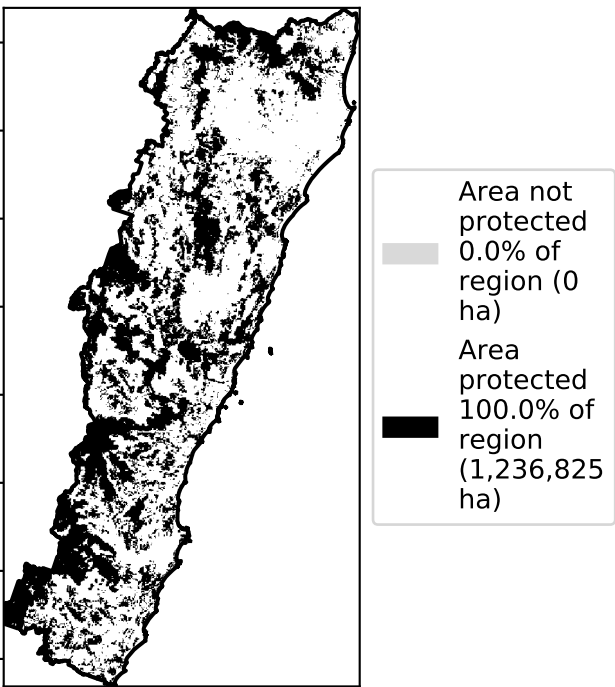 Area not
protected
0.0% of
region (0
ha)
Area
protected
100.0% of
region
(1,236,825
ha)